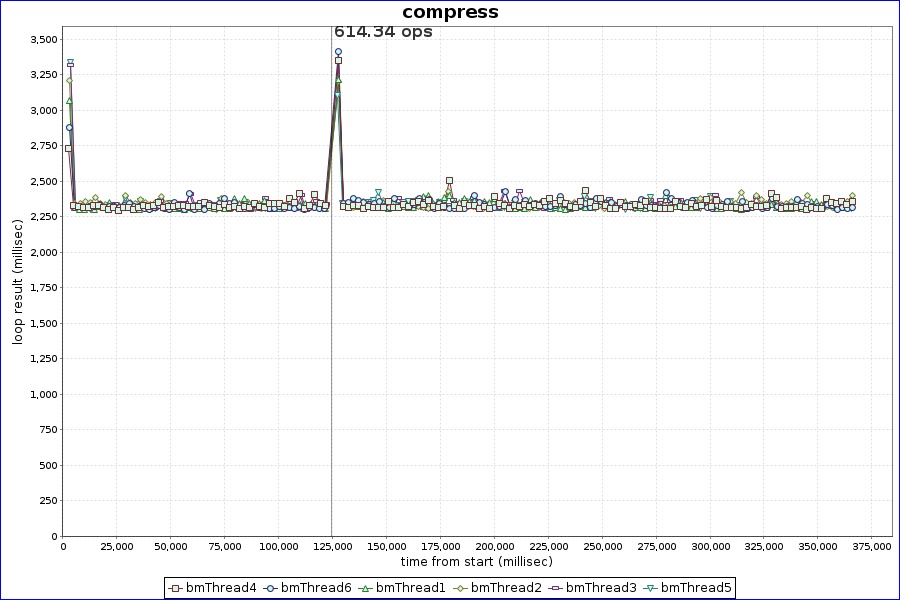 compress
614.34 ops
3,500
3,250
3,000
2,750
2,500
2,250
2,000
1,750
1,500
1,250
1,000
750
500
250
0
loop result (millisec)
0 25,000 50,000 75,000 100,000 125,000 150,000 175,000 200,000 225,000 250,000 275,000 300,000 325,000 350,000 375,000
time from start (millisec)
bmThread4 bmThread6 bmThread1 bmThread2 bmThread3 bmThread5